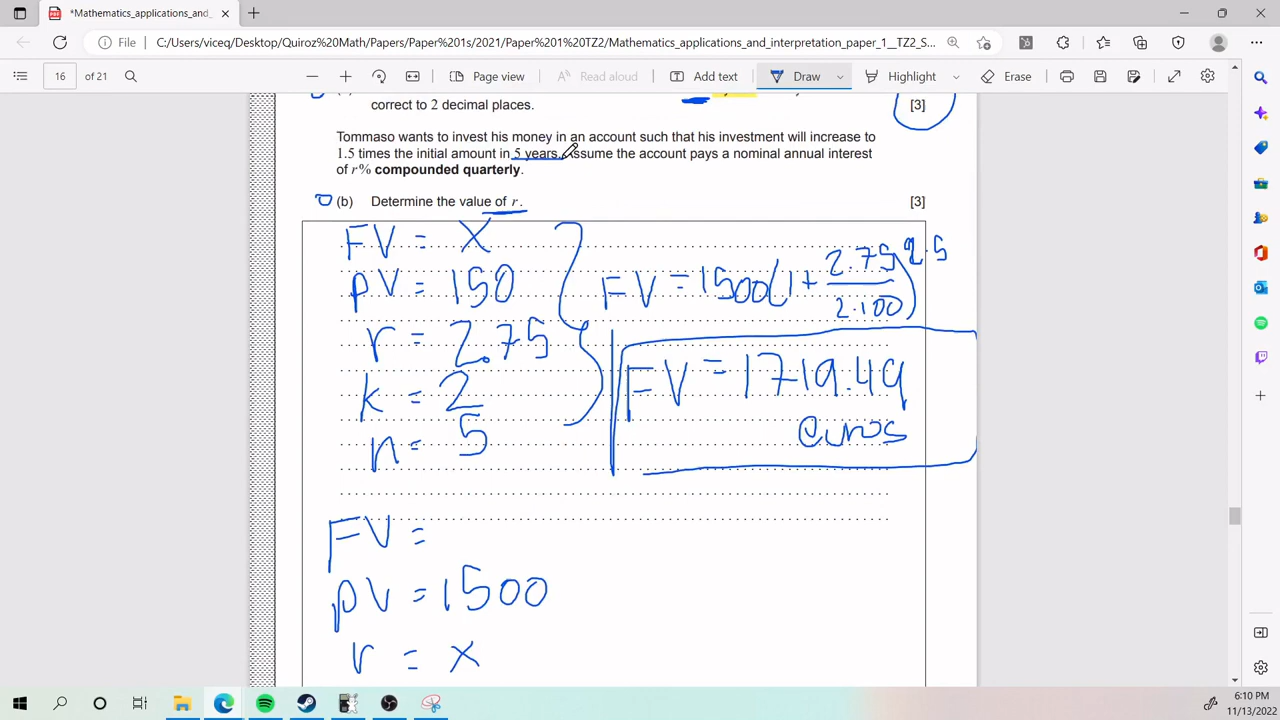 *Mathematics_applications_and_
File
C:/Users/viceq/Desktop/Quiroz%20Math/Papers/Paper%201s/2021/Paper%201%20TZ2/Mathematics_applications_and_interpretation_paper_1__TZ2_S...
16 of 21
Page view
Read aloud
Add text
Draw
Highlight
Erase
correct to 2 decimal places.
[3]
Tommaso wants to invest his money in an account such that his investment will increase to
1.5 times the initial amount in 5 years. Assume the account pays a nominal annual interest
of r% compounded quarterly.
(b) Determine the value of r.
[3]
FV = X
PV = 150
r = 2.75
k = 2
n = 5
FV = 1500(1 + 2.75/2·100)^2·5
FV = 1719.49
euros
FV =
PV = 1500
r = x
6:10 PM
11/13/2022